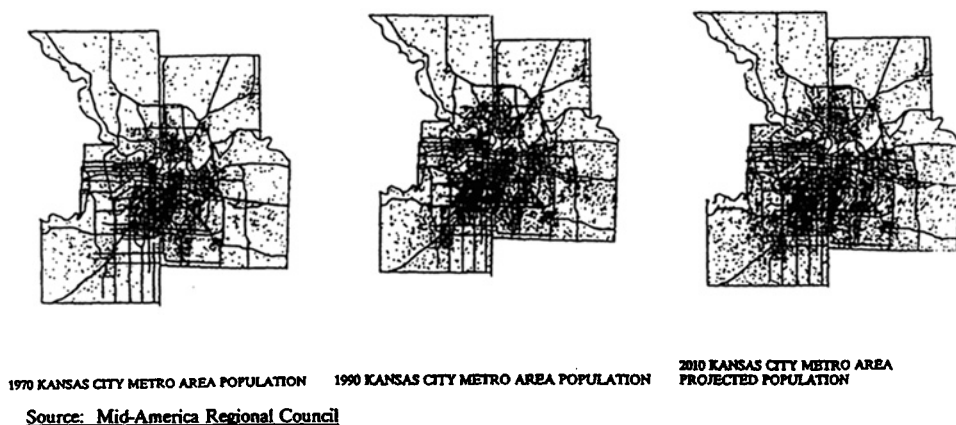 1970 KANSAS CITY METRO AREA POPULATION
1990 KANSAS CITY METRO AREA POPULATION
2010 KANSAS CITY METRO AREA
PROJECTED POPULATION
Source: Mid-America Regional Council